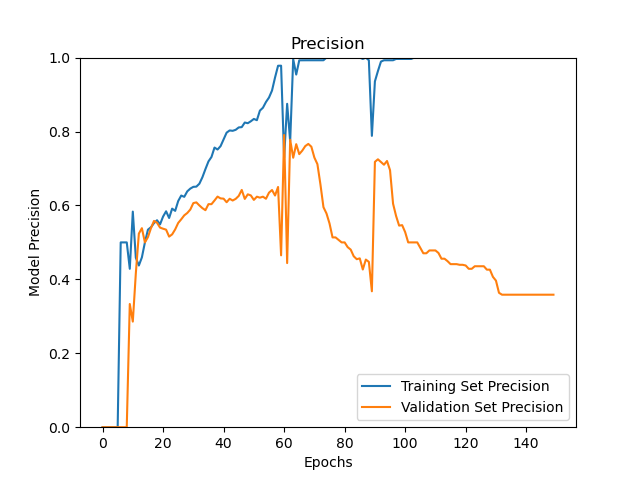 Precision
1.0
0.8
0.6
0.4
0.2
0.0
Model Precision
0 20 40 60 80 100 120 140
Epochs
Training Set Precision
Validation Set Precision